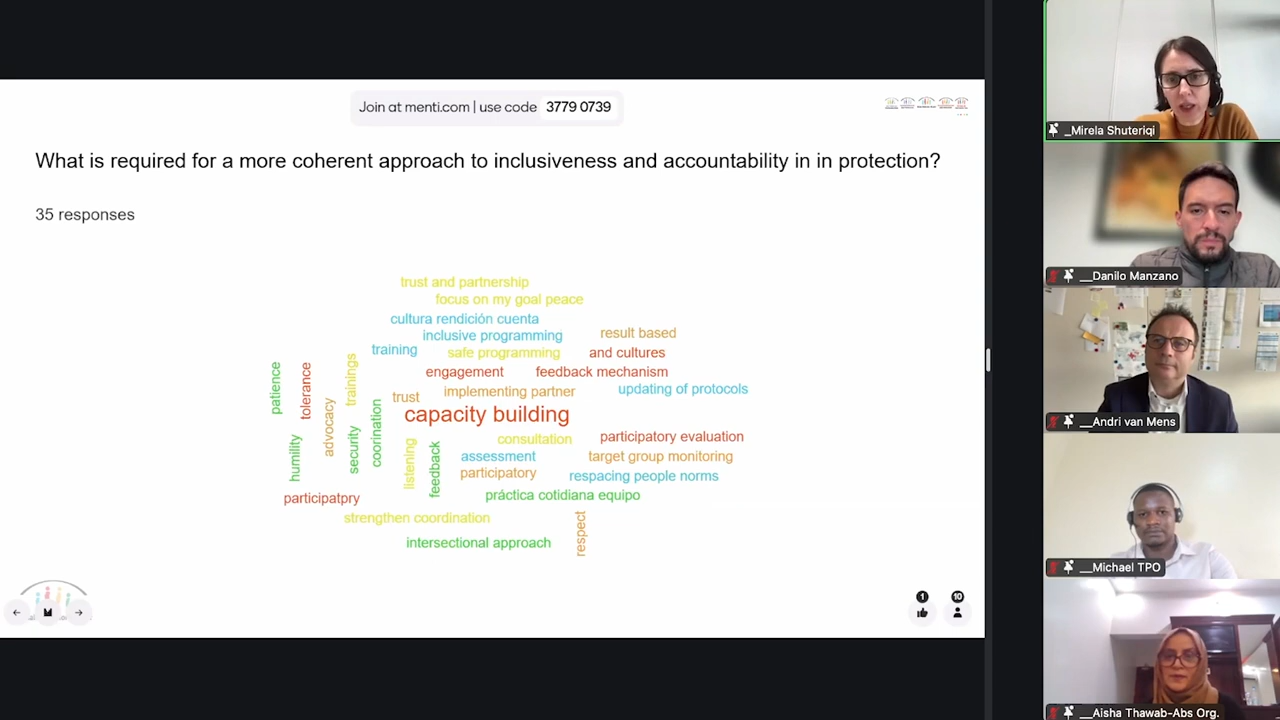 Join at menti.com | use code 3779 0739
What is required for a more coherent approach to inclusiveness and accountability in in protection?
35 responses
trust and partnership
focus on my goal peace
cultura rendición cuenta
inclusive programming
result based
training
safe programming
and cultures
engagement
feedback mechanism
patience
tolerance
trainings
implementing partner
updating of protocols
trust
capacity building
advocacy
security
coorination
humility
listening
feedback
consultation
participatory evaluation
assessment
target group monitoring
participatory
respacing people norms
participatpry
práctica cotidiana equipo
strengthen coordination
respect
intersectional approach
1
10
_Mirela Shuteriqi
__Danilo Manzano
__Andri van Mens
__Michael TPO
__Aisha Thawab-Abs Org.